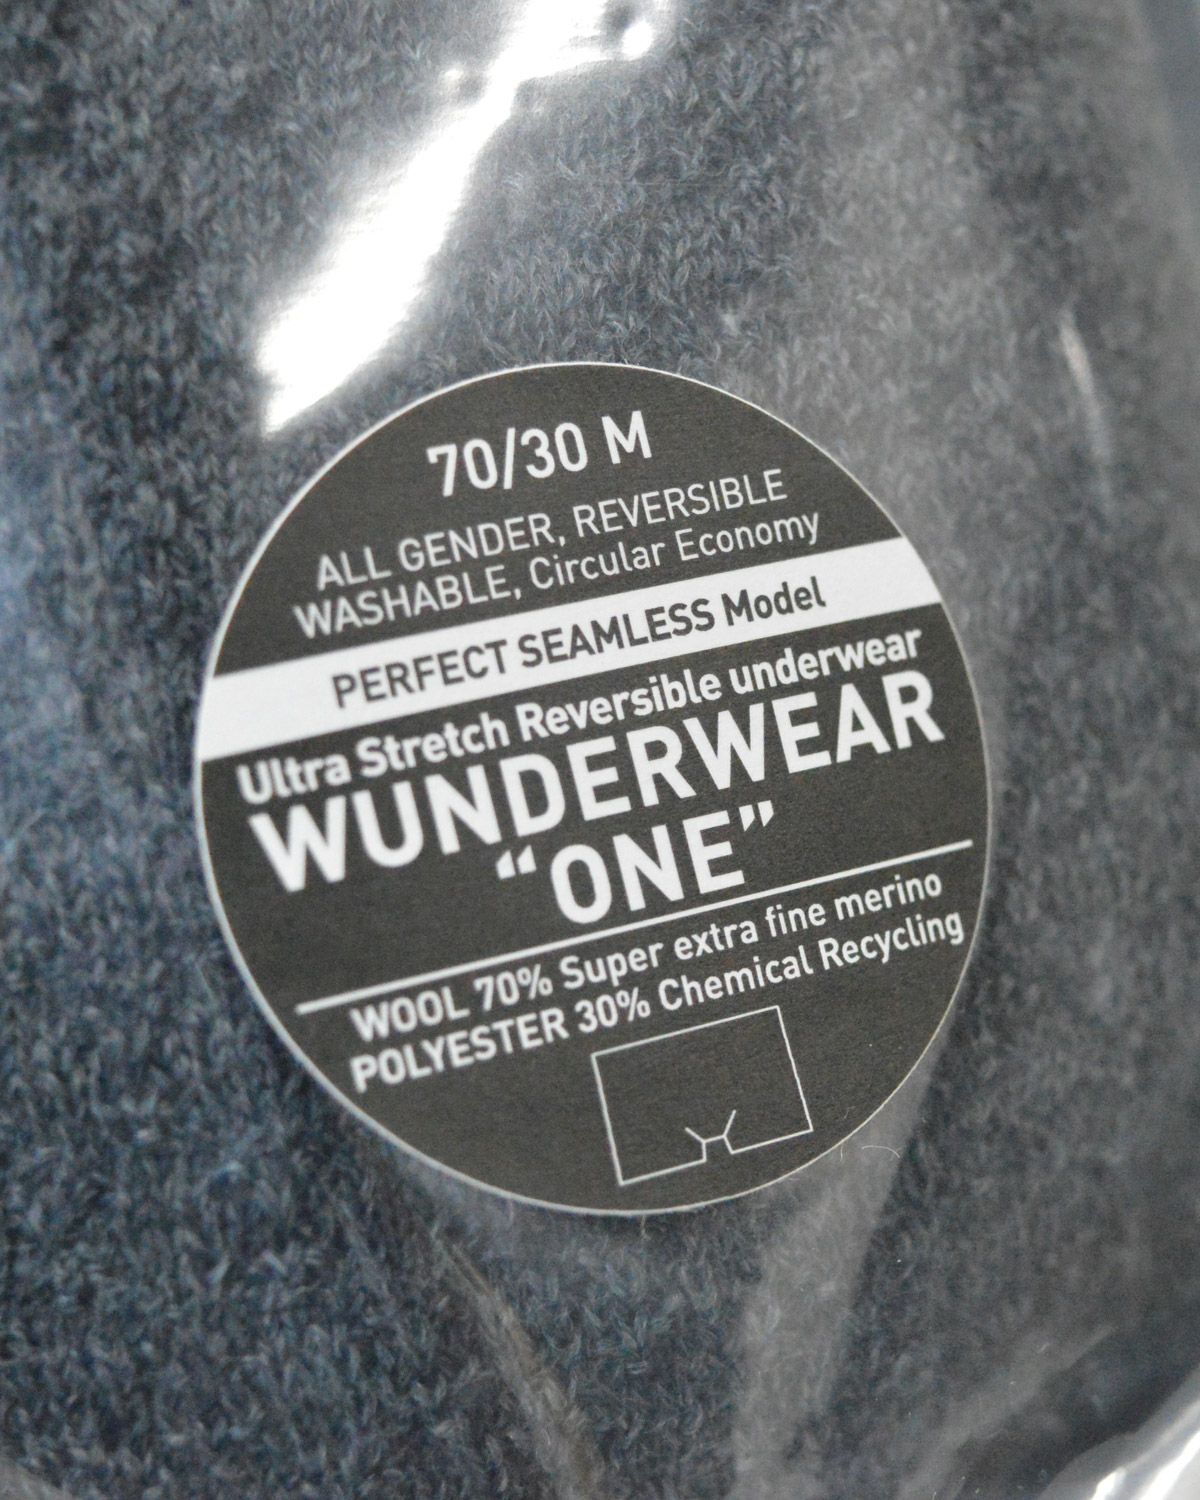 70/30 M
ALL GENDER, REVERSIBLE
WASHABLE, Circular Economy
PERFECT SEAMLESS Model
Ultra Stretch Reversible underwear
WUNDERWEAR
“ONE”
WOOL 70% Super extra fine merino
POLYESTER 30% Chemical Recycling